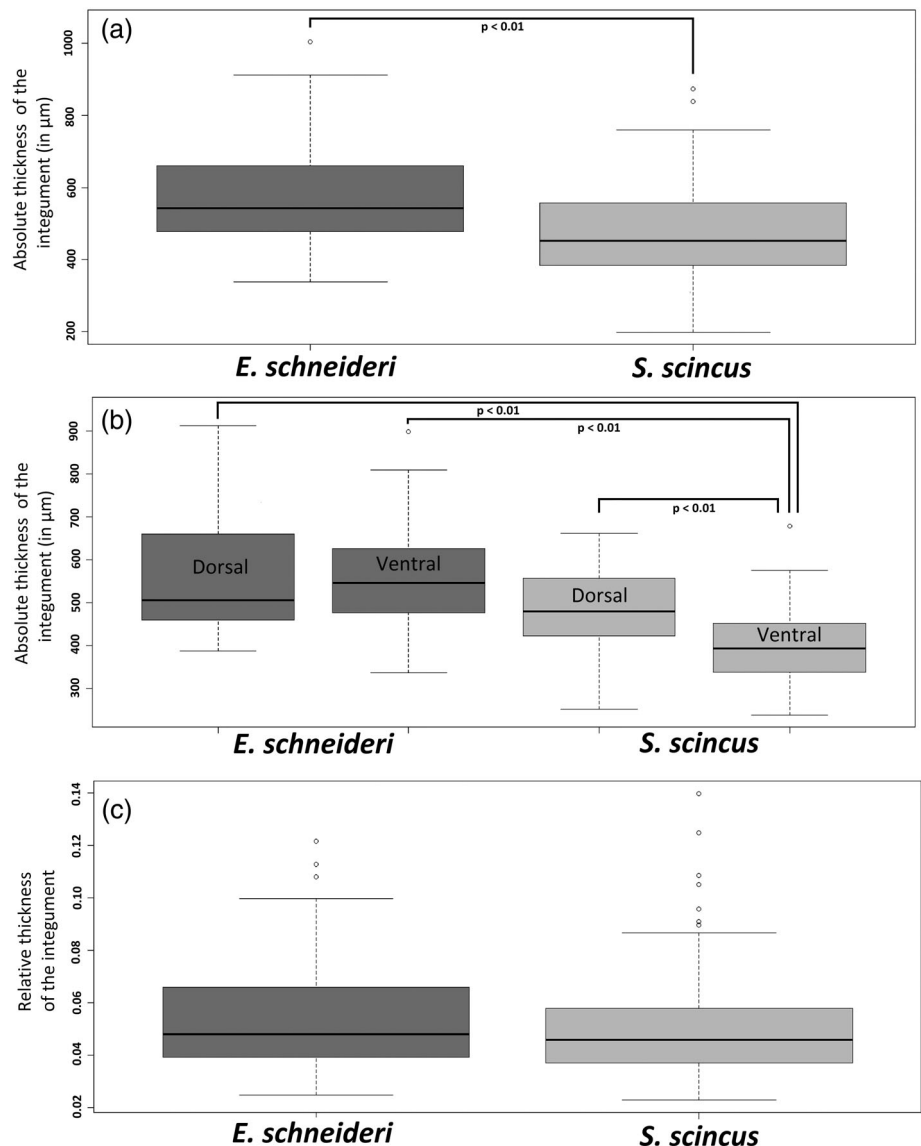 (a)
p < 0.01
Absolute thickness of the
integument (in µm)
1000
800
600
400
200
E. schneideri
S. scincus
(b)
p < 0.01
p < 0.01
p < 0.01
Absolute thickness of the
integument (in µm)
900
800
700
600
500
400
300
Dorsal
Ventral
Dorsal
Ventral
E. schneideri
S. scincus
(c)
Relative thickness
of the integument
0.14
0.12
0.10
0.08
0.06
0.04
0.02
E. schneideri
S. scincus